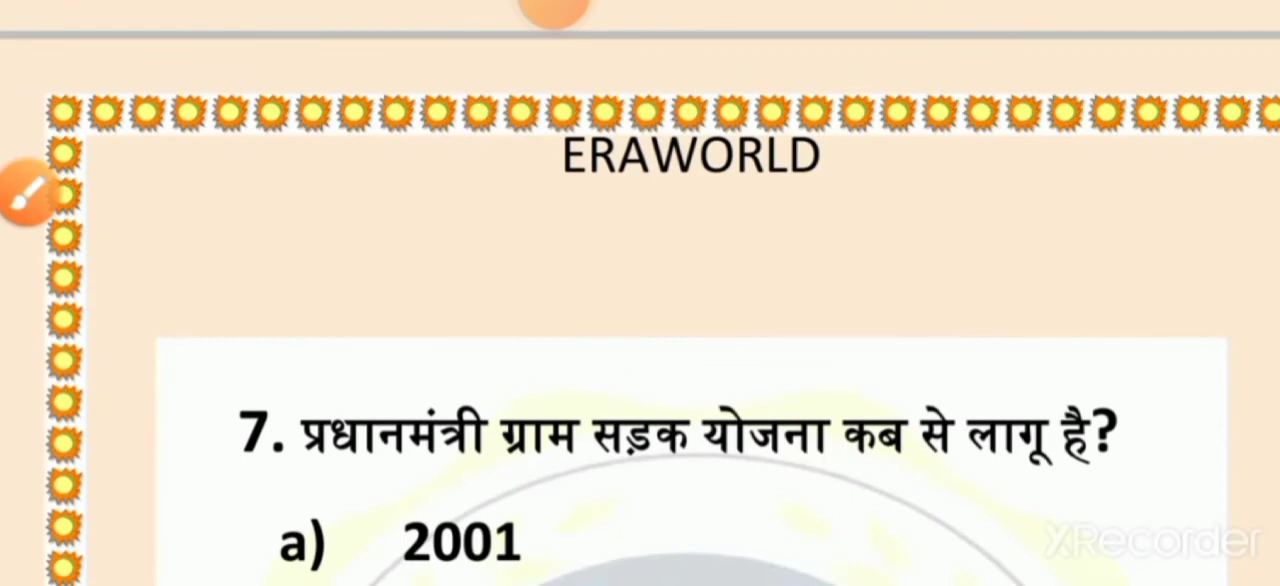 ERAWORLD
7. प्रधानमंत्री ग्राम सड़क योजना कब से लागू है?
a) 2001
XRecorder